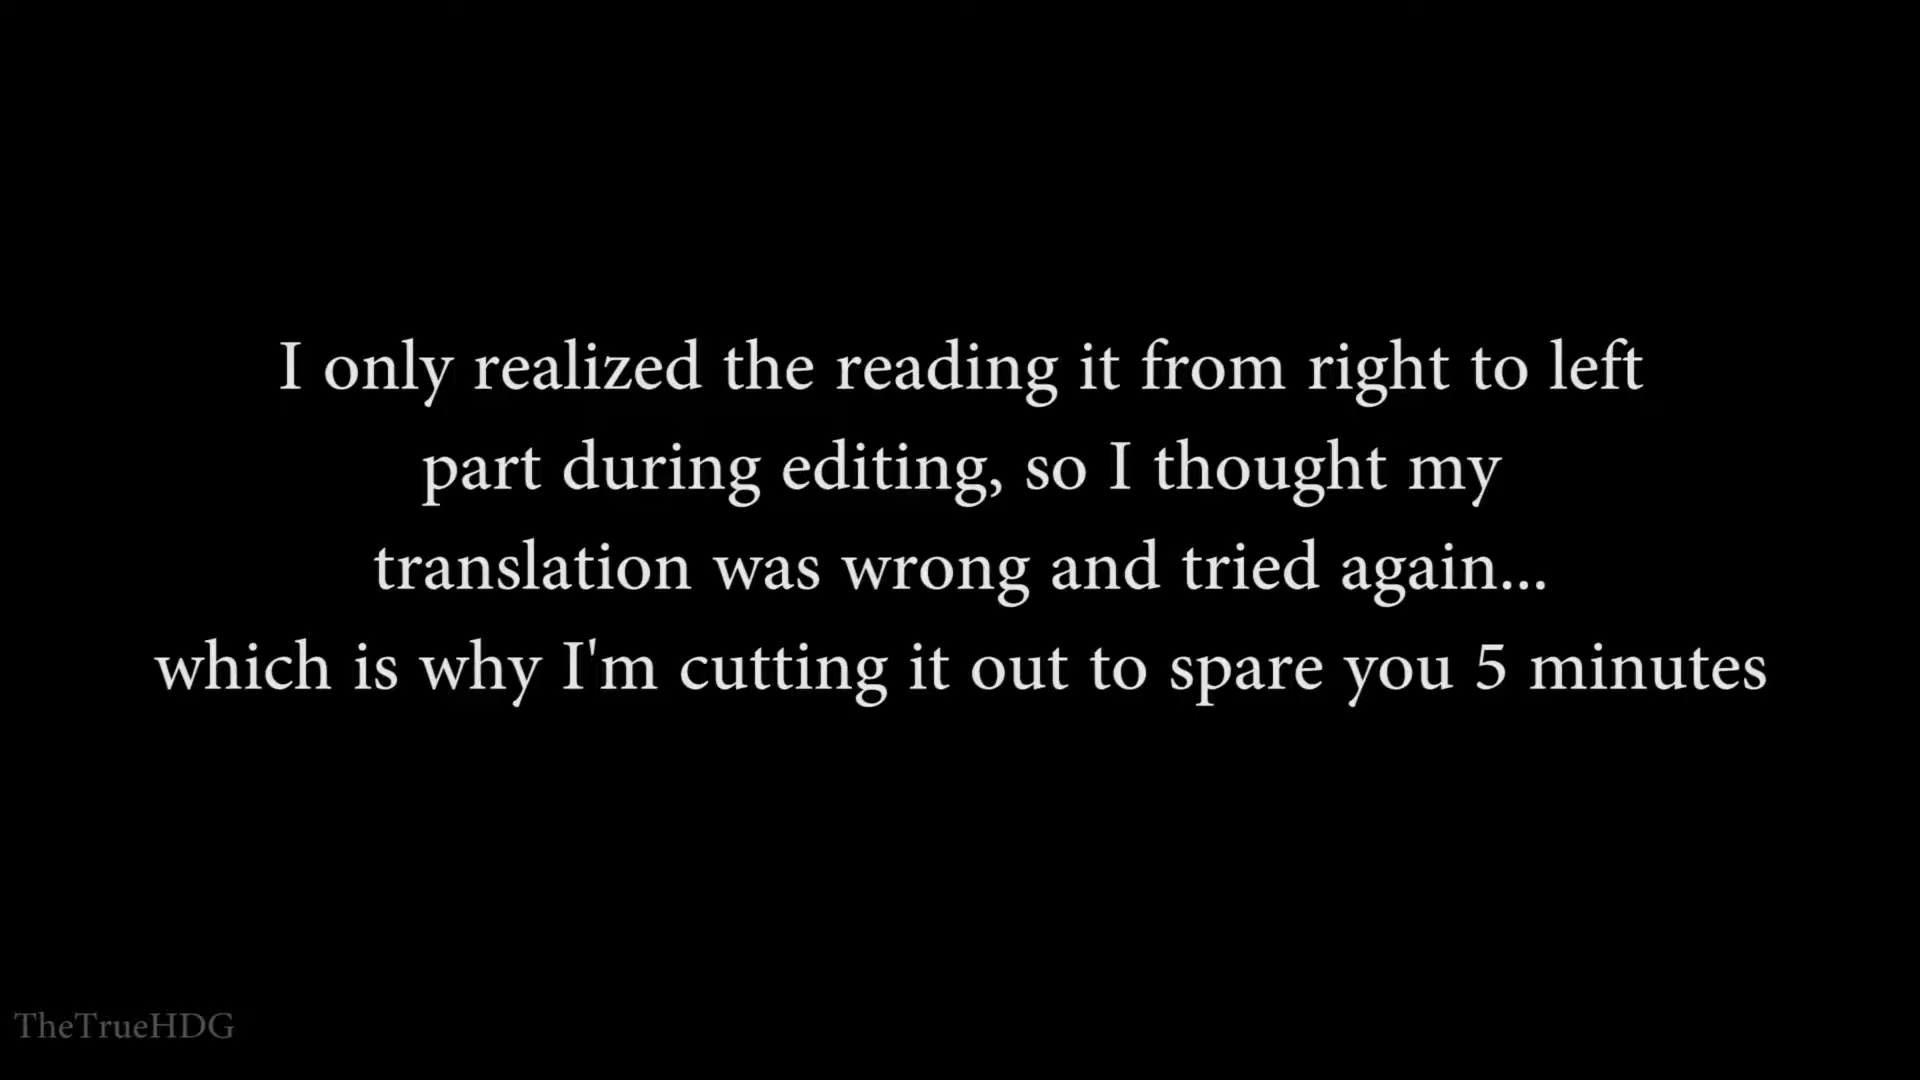 I only realized the reading it from right to left
part during editing, so I thought my
translation was wrong and tried again...
which is why I'm cutting it out to spare you 5 minutes
TheTrueHDG